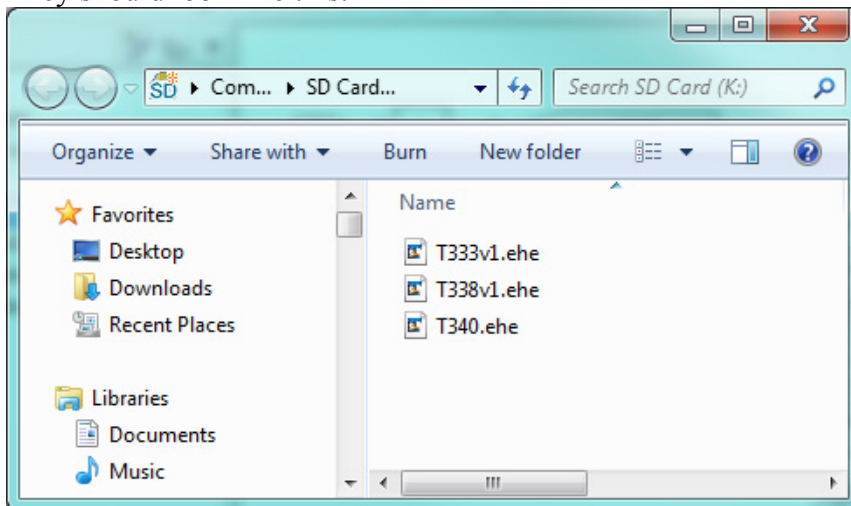 SD Com... SD Card... Search SD Card (K:)
Organize Share with Burn New folder
Favorites
Desktop
Downloads
Recent Places
Libraries
Documents
Music
Name
T333v1.ehe
T338v1.ehe
T340.ehe